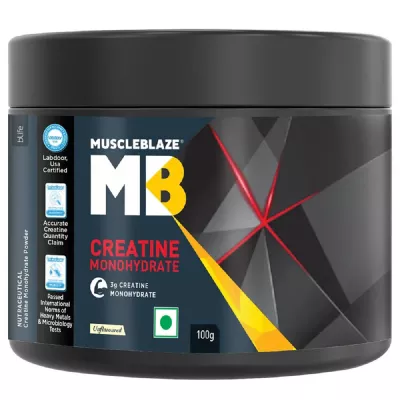 bLife
NUTRACEUTICAL
Creatine Monohydrate Powder
Labdoor,
Usa
Certified
Accurate
Creatine
Quantity
Claim
Passed
International
Norms of
Heavy Metals &
Microbiology
Tests
MUSCLEBLAZE®
MB
CREATINE
MONOHYDRATE
3g CREATINE
MONOHYDRATE
Unflavoured
100g